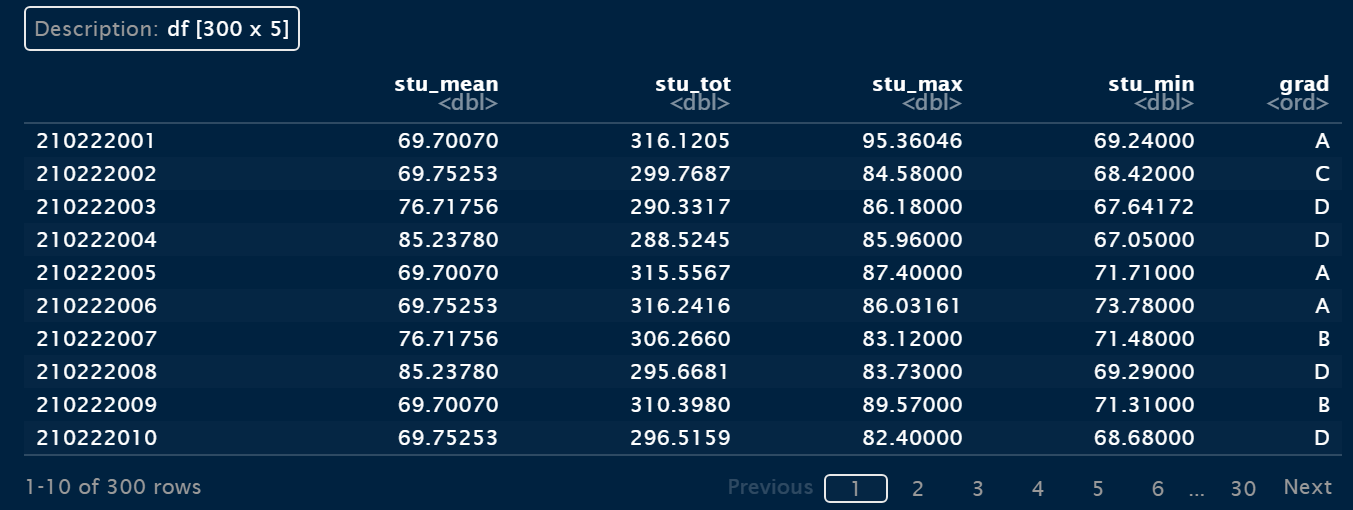 Description: df [300 x 5]
stu_mean stu_tot stu_max stu_min grad
<dbl> <dbl> <dbl> <dbl> <ord>
210222001 69.70070 316.1205 95.36046 69.24000 A
210222002 69.75253 299.7687 84.58000 68.42000 C
210222003 76.71756 290.3317 86.18000 67.64172 D
210222004 85.23780 288.5245 85.96000 67.05000 D
210222005 69.70070 315.5567 87.40000 71.71000 A
210222006 69.75253 316.2416 86.03161 73.78000 A
210222007 76.71756 306.2660 83.12000 71.48000 B
210222008 85.23780 295.6681 83.73000 69.29000 D
210222009 69.70070 310.3980 89.57000 71.31000 B
210222010 69.75253 296.5159 82.40000 68.68000 D
1-10 of 300 rows Previous 1 2 3 4 5 6 ... 30 Next